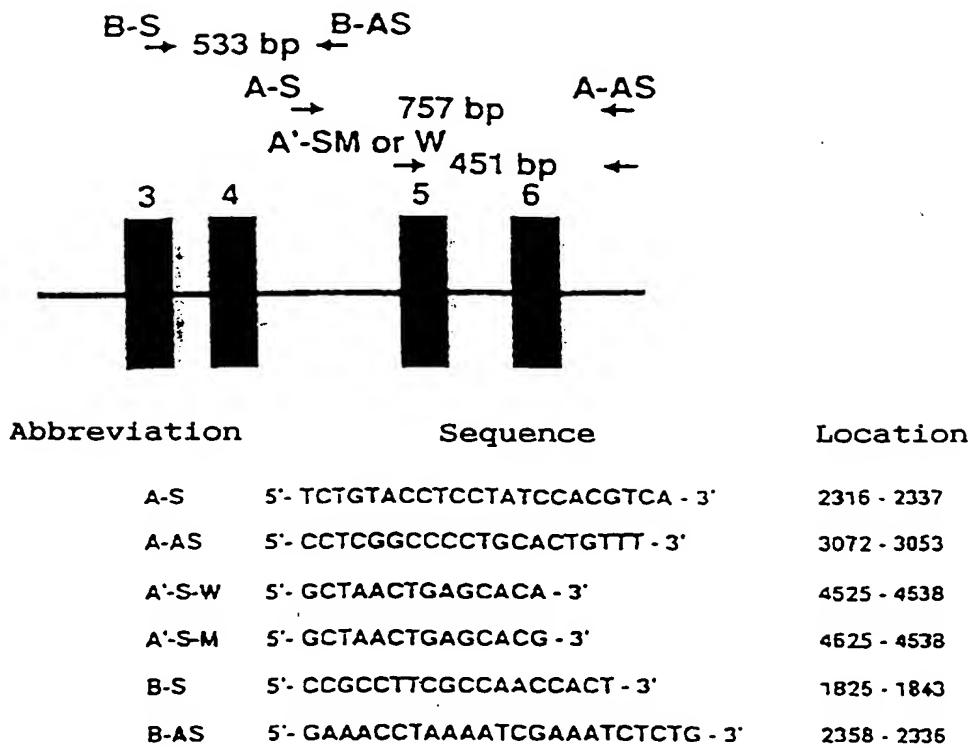 B-S 533 bp B-AS
A-S 757 bp A-AS
A'-SM or W 451 bp
3 4 5 6
Abbreviation Sequence Location
A-S 5'- TCTGTACCTCCTATCCACGTCA - 3' 2316 - 2337
A-AS 5'- CCTCGGCCCCTGCACTGTTT - 3' 3072 - 3053
A'-S-W 5'- GCTAACTGAGCACA - 3' 4525 - 4538
A'-S-M 5'- GCTAACTGAGCACG - 3' 4625 - 4538
B-S 5'- CCGCCTTCGCCAACCACT - 3' 1825 - 1843
B-AS 5'- GAAACCTAAAATCGAAATCTCTG - 3' 2358 - 2336